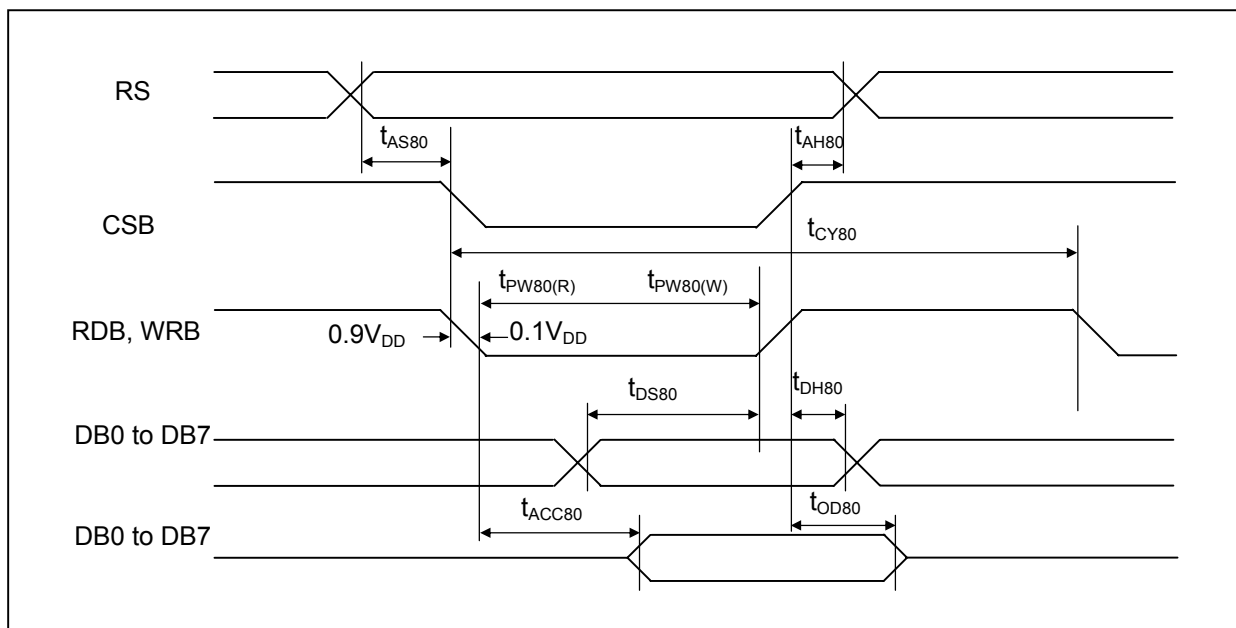 RS
tAS80
tAH80
CSB
tCY80
tPW80(R) tPW80(W)
RDB, WRB
0.9VDD 0.1VDD
tDS80 tDH80
DB0 to DB7
tACC80 tOD80
DB0 to DB7